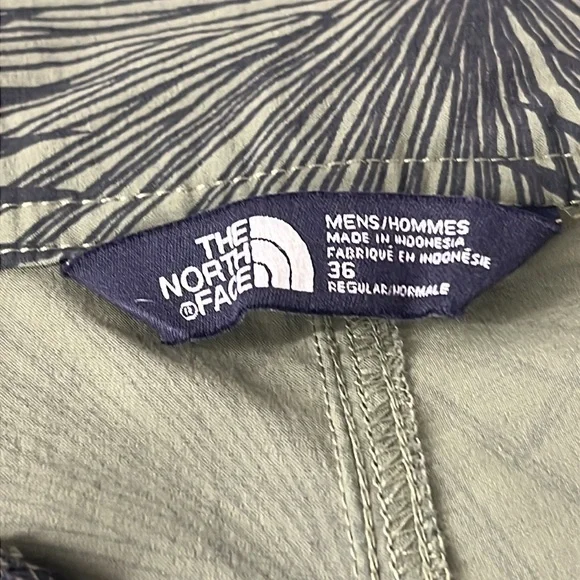 THE
NORTH
®FACE
MENS/HOMMES
MADE IN INDONESIA
FABRIQUÉ EN INDONÉSIE
36
REGULAR/NORMALE